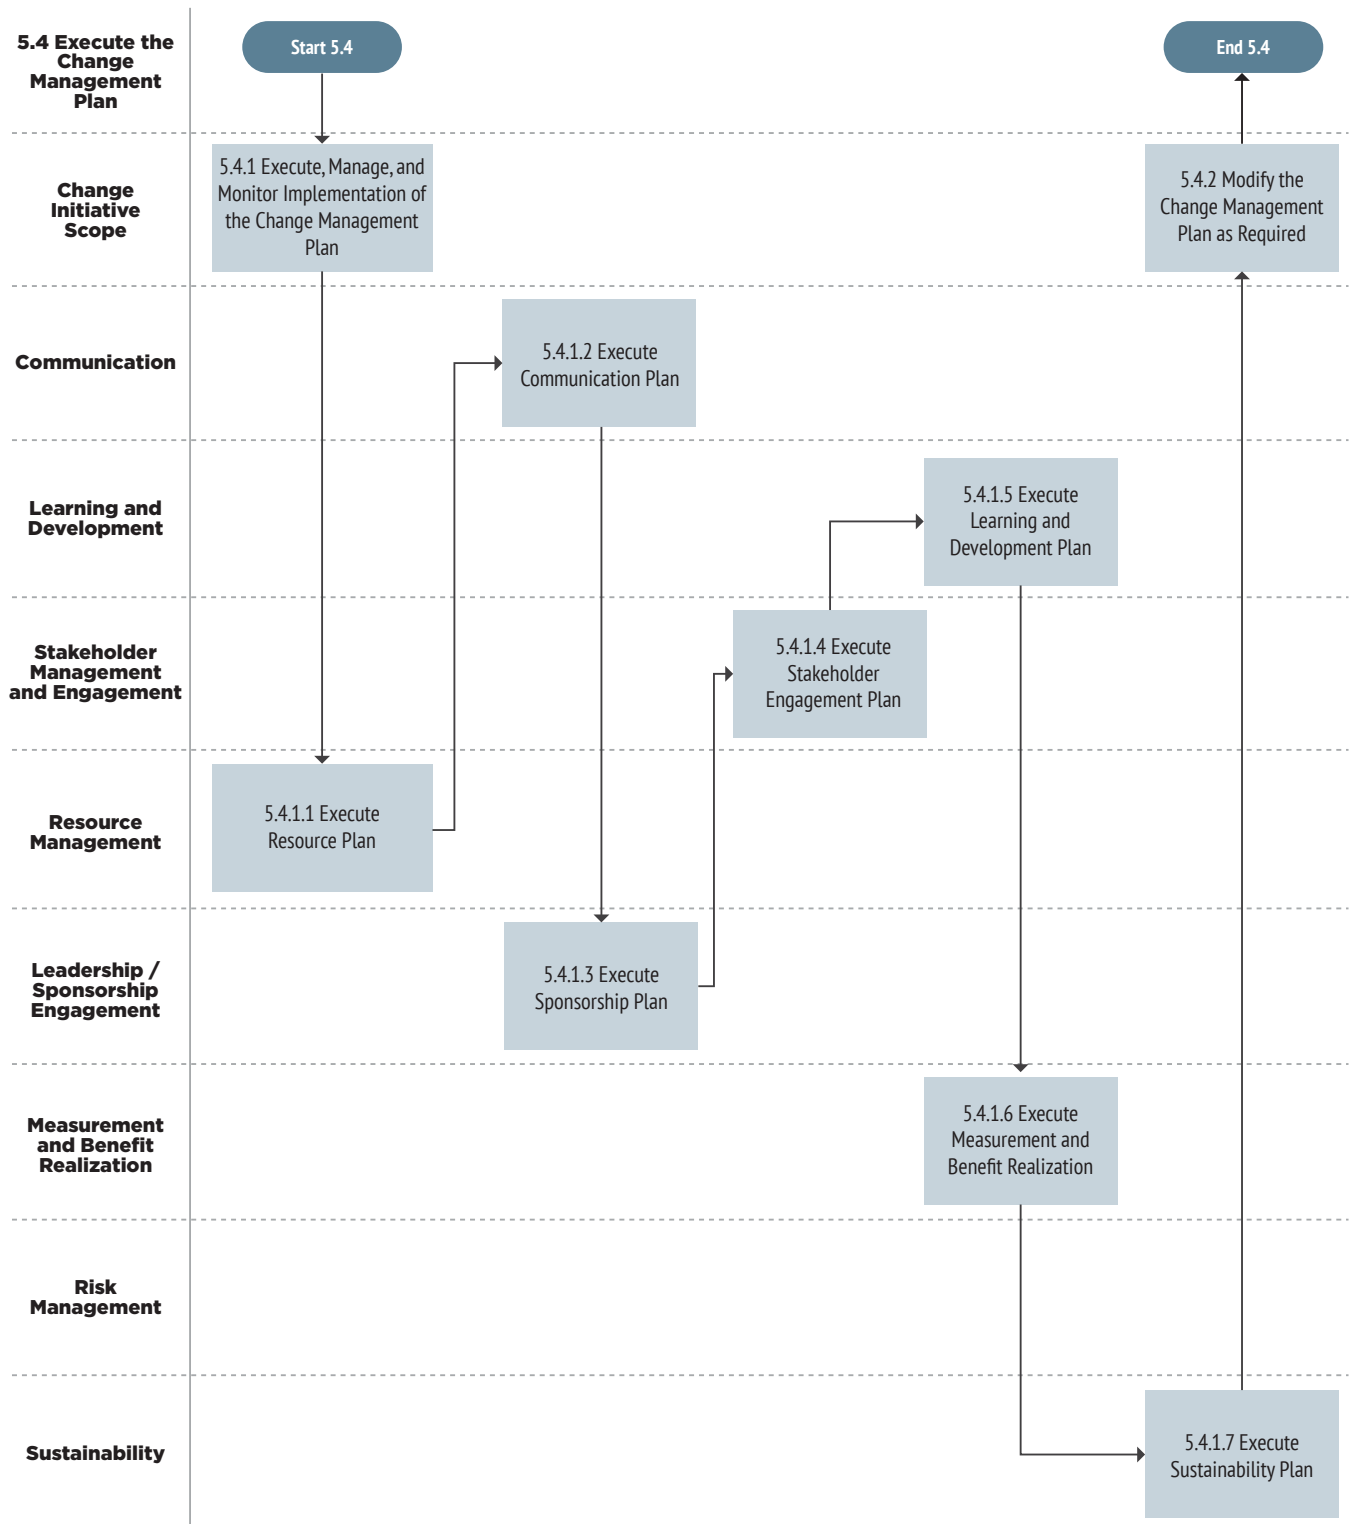 5.4 Execute the
Change
Management
Plan
Start 5.4
End 5.4
Change
Initiative
Scope
5.4.1 Execute, Manage, and
Monitor Implementation of
the Change Management
Plan
5.4.2 Modify the
Change Management
Plan as Required
Communication
5.4.1.2 Execute
Communication Plan
Learning and
Development
5.4.1.5 Execute
Learning and
Development Plan
Stakeholder
Management
and Engagement
5.4.1.4 Execute
Stakeholder
Engagement Plan
Resource
Management
5.4.1.1 Execute
Resource Plan
Leadership /
Sponsorship
Engagement
5.4.1.3 Execute
Sponsorship Plan
Measurement
and Benefit
Realization
5.4.1.6 Execute
Measurement and
Benefit Realization
Risk
Management
Sustainability
5.4.1.7 Execute
Sustainability Plan